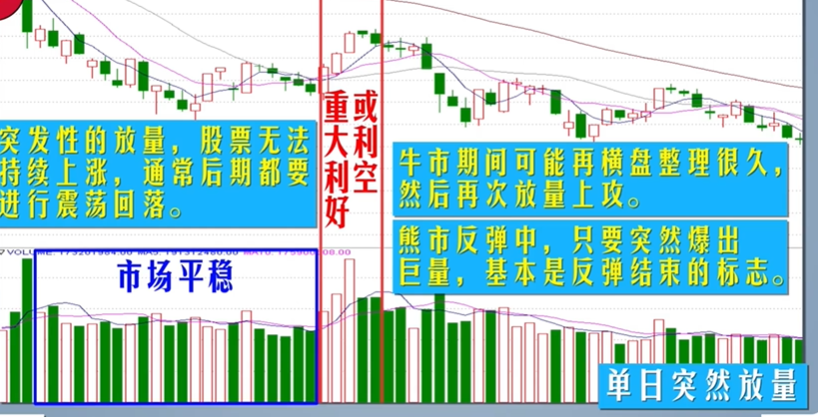 突发性的放量，股票无法
持续上涨，通常后期都要
进行震荡回落。
重大利好
或利空
牛市期间可能再横盘整理很久，
然后再次放量上攻。
熊市反弹中，只要突然爆出
巨量，基本是反弹结束的标志。
市场平稳
单日突然放量